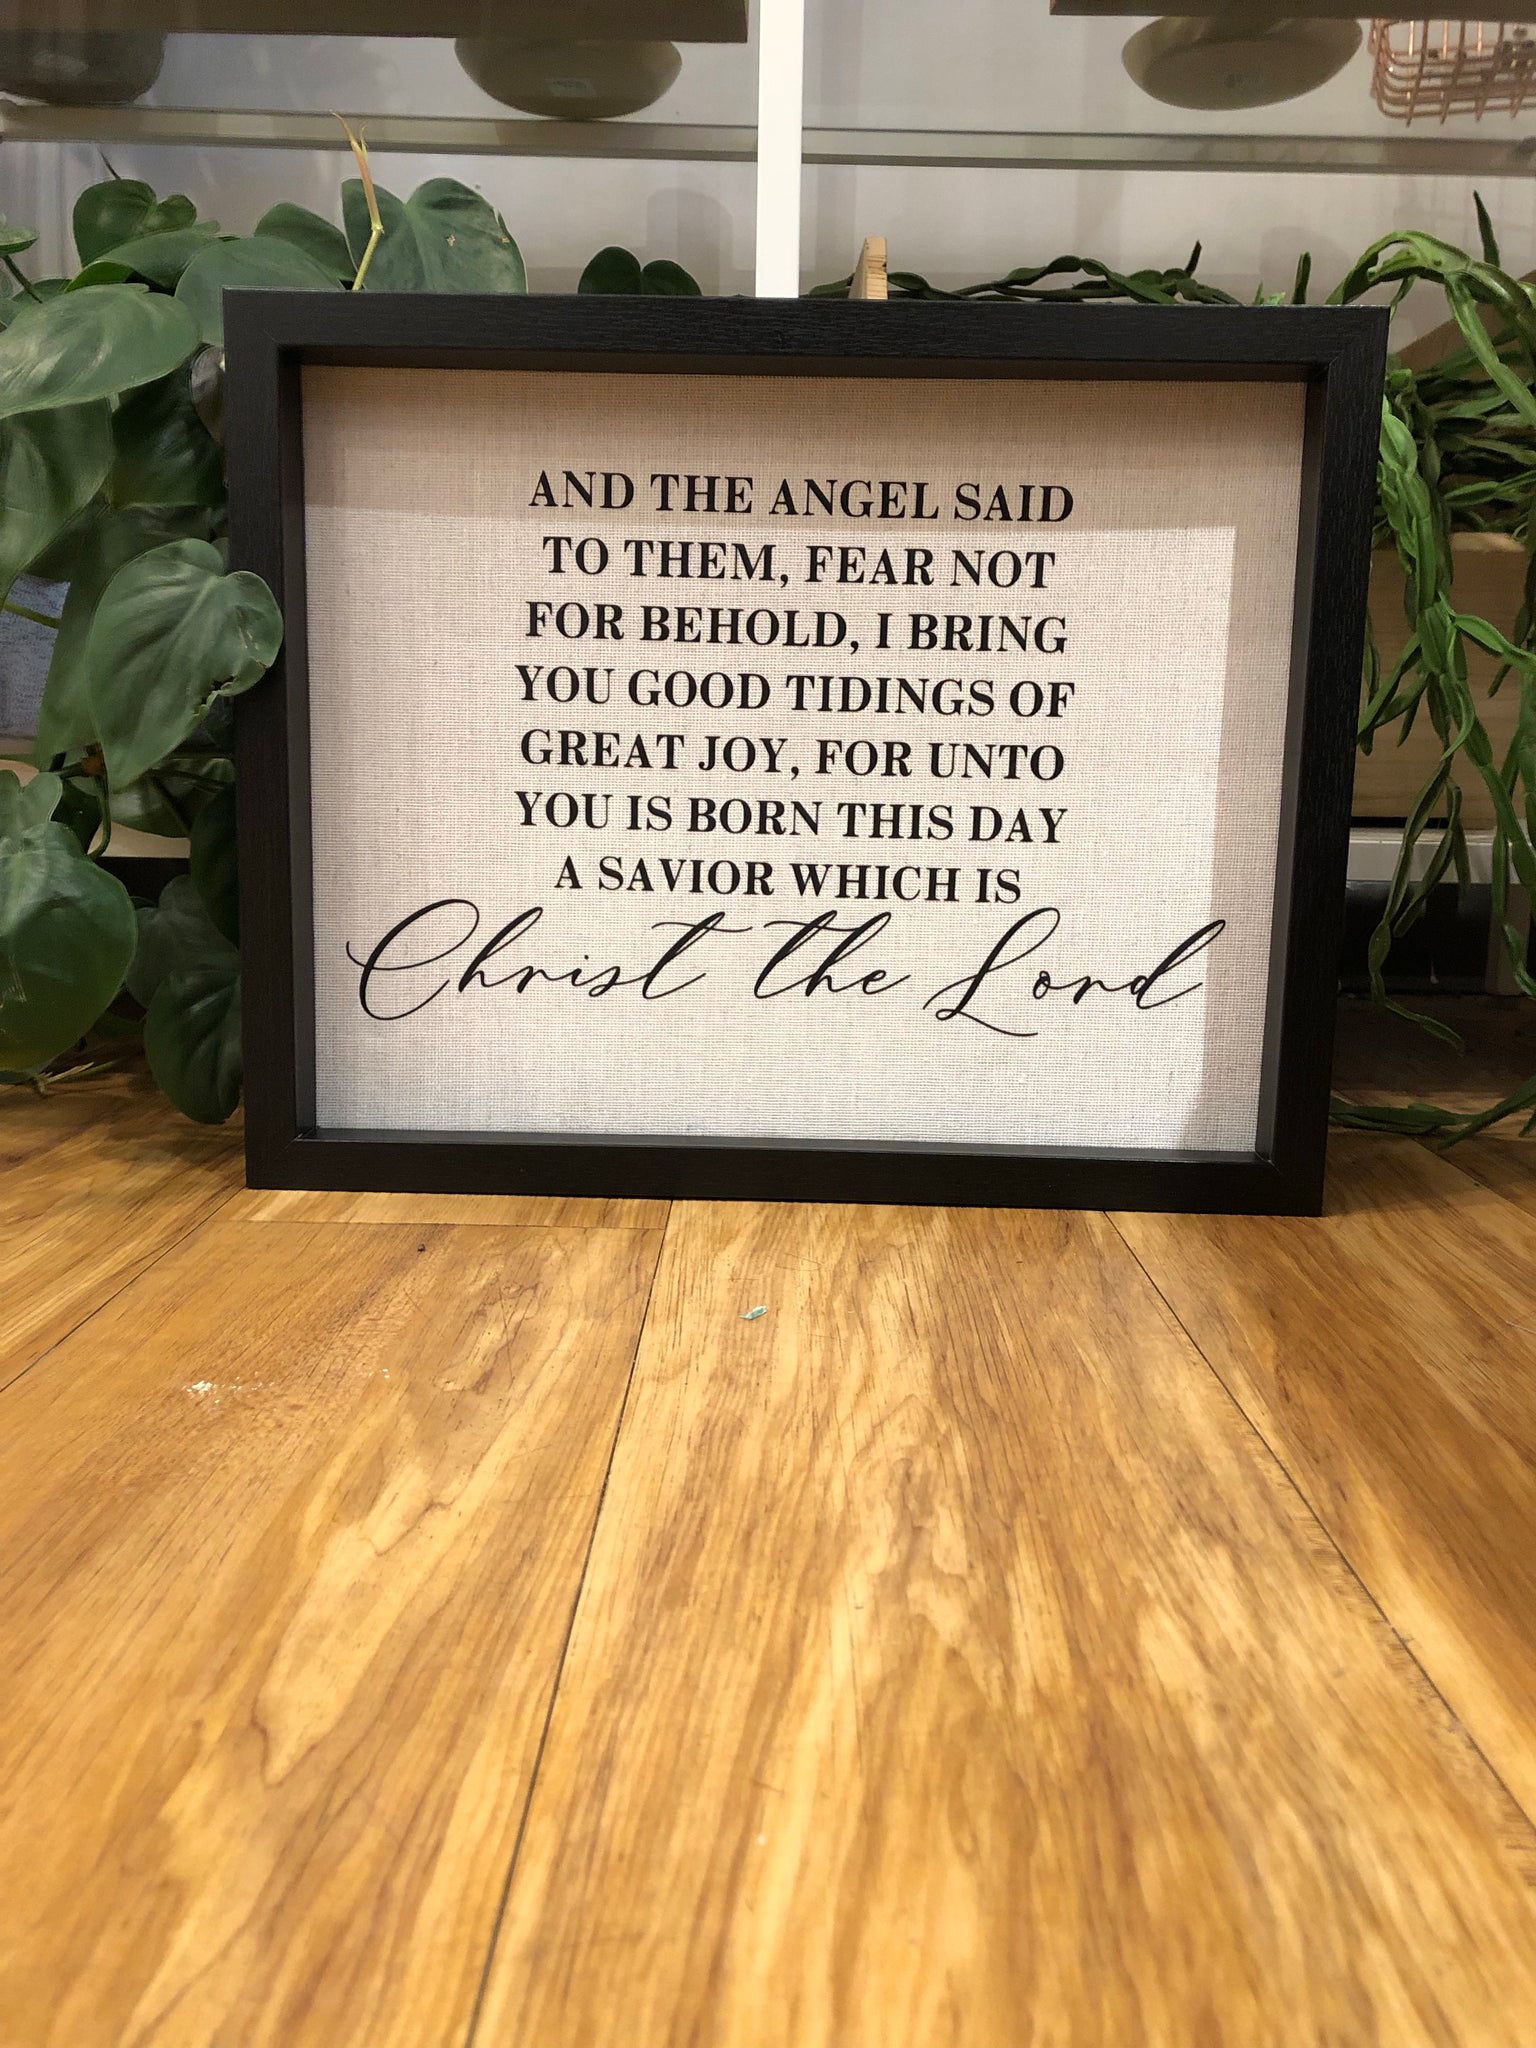 AND THE ANGEL SAID
TO THEM, FEAR NOT
FOR BEHOLD, I BRING
YOU GOOD TIDINGS OF
GREAT JOY, FOR UNTO
YOU IS BORN THIS DAY
A SAVIOR WHICH IS
Christ the Lord